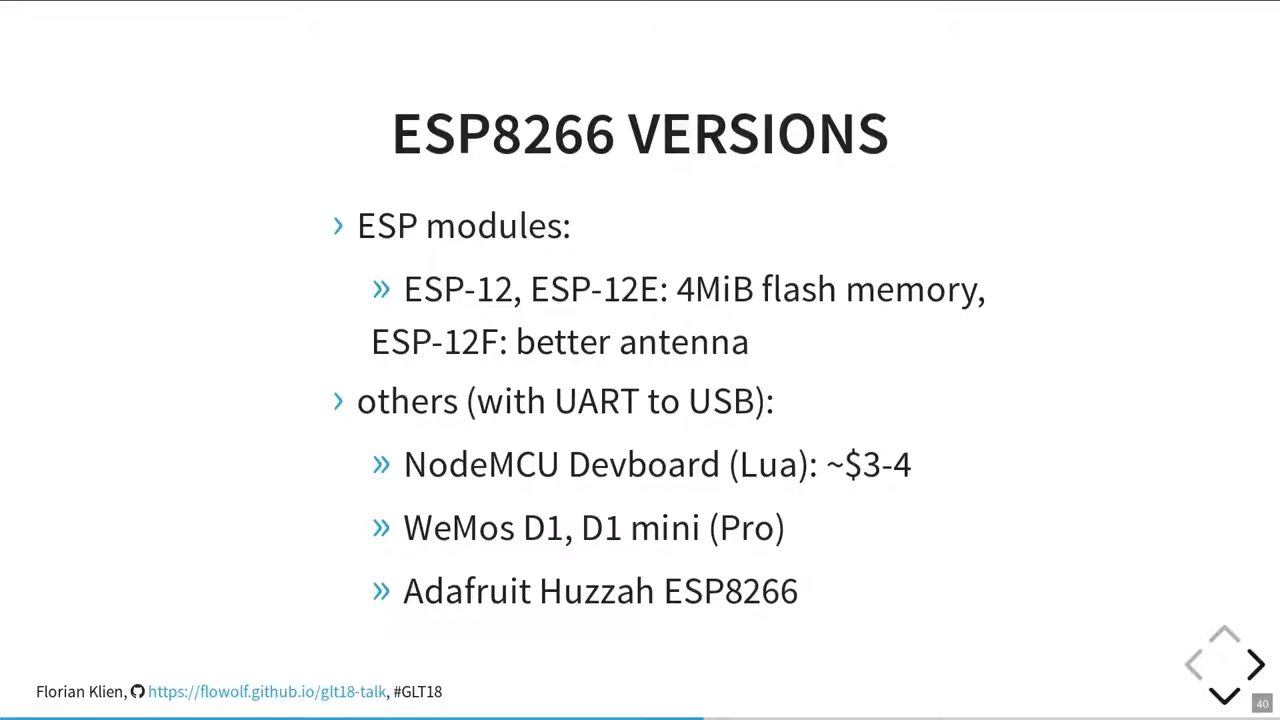 ESP8266 VERSIONS
› ESP modules:
» ESP-12, ESP-12E: 4MiB flash memory,
ESP-12F: better antenna
› others (with UART to USB):
» NodeMCU Devboard (Lua): ~$3-4
» WeMos D1, D1 mini (Pro)
» Adafruit Huzzah ESP8266
Florian Klien, https://flowolf.github.io/glt18-talk, #GLT18
40